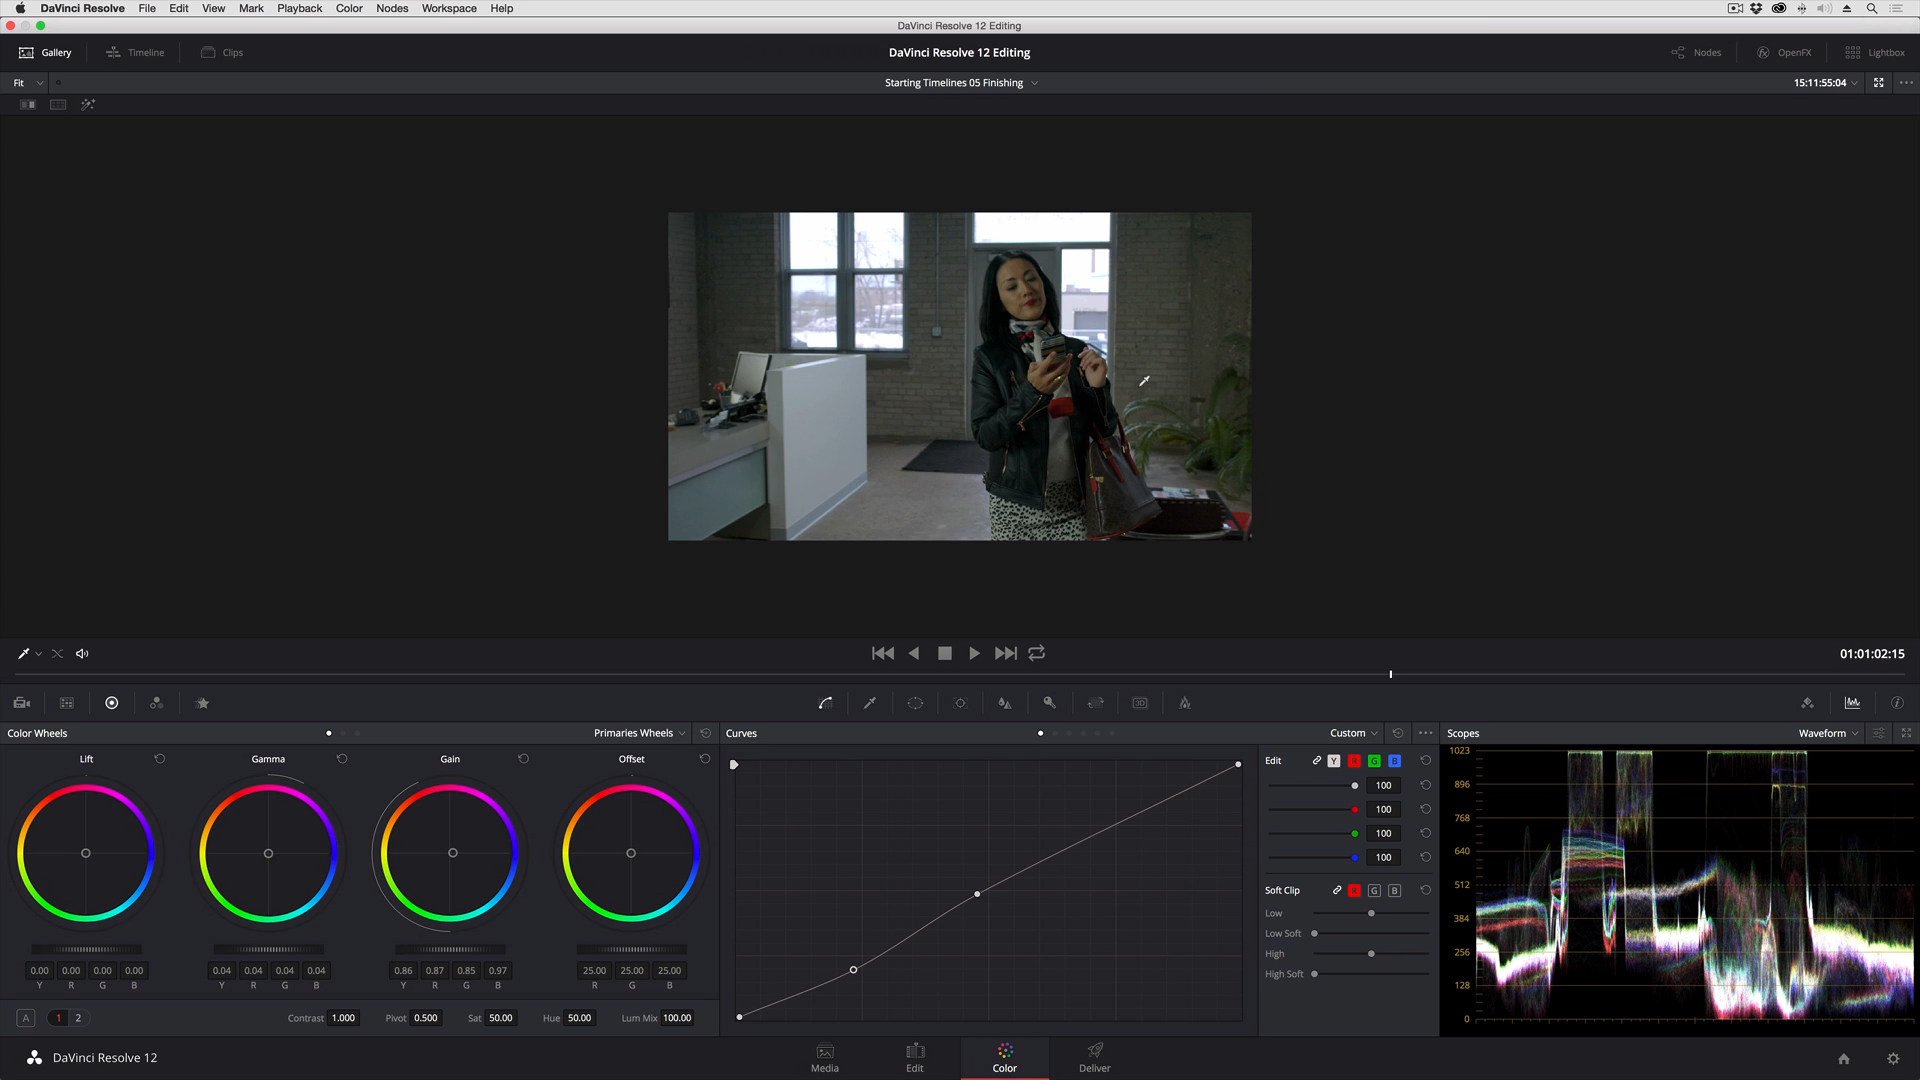 DaVinci Resolve File Edit View Mark Playback Color Nodes Workspace Help
DaVinci Resolve 12 Editing
Gallery Timeline Clips DaVinci Resolve 12 Editing Nodes OpenFX Lightbox
Fit Starting Timelines 05 Finishing 15:11:55:04
01:01:02:15
3D
Color Wheels Primaries Wheels Curves Custom Scopes Waveform
Lift Gamma Gain Offset
Edit Y R G B
100
100
100
100
Soft Clip R G B
Low
Low Soft
High
High Soft
1023
896
768
640
512
384
256
128
0
0.00 0.00 0.00 0.00 0.04 0.04 0.04 0.04 0.86 0.87 0.85 0.97 25.00 25.00 25.00
Y R G B Y R G B Y R G B R G B
A 1 2 Contrast 1.000 Pivot 0.500 Sat 50.00 Hue 50.00 Lum Mix 100.00
DaVinci Resolve 12 Media Edit Color Deliver